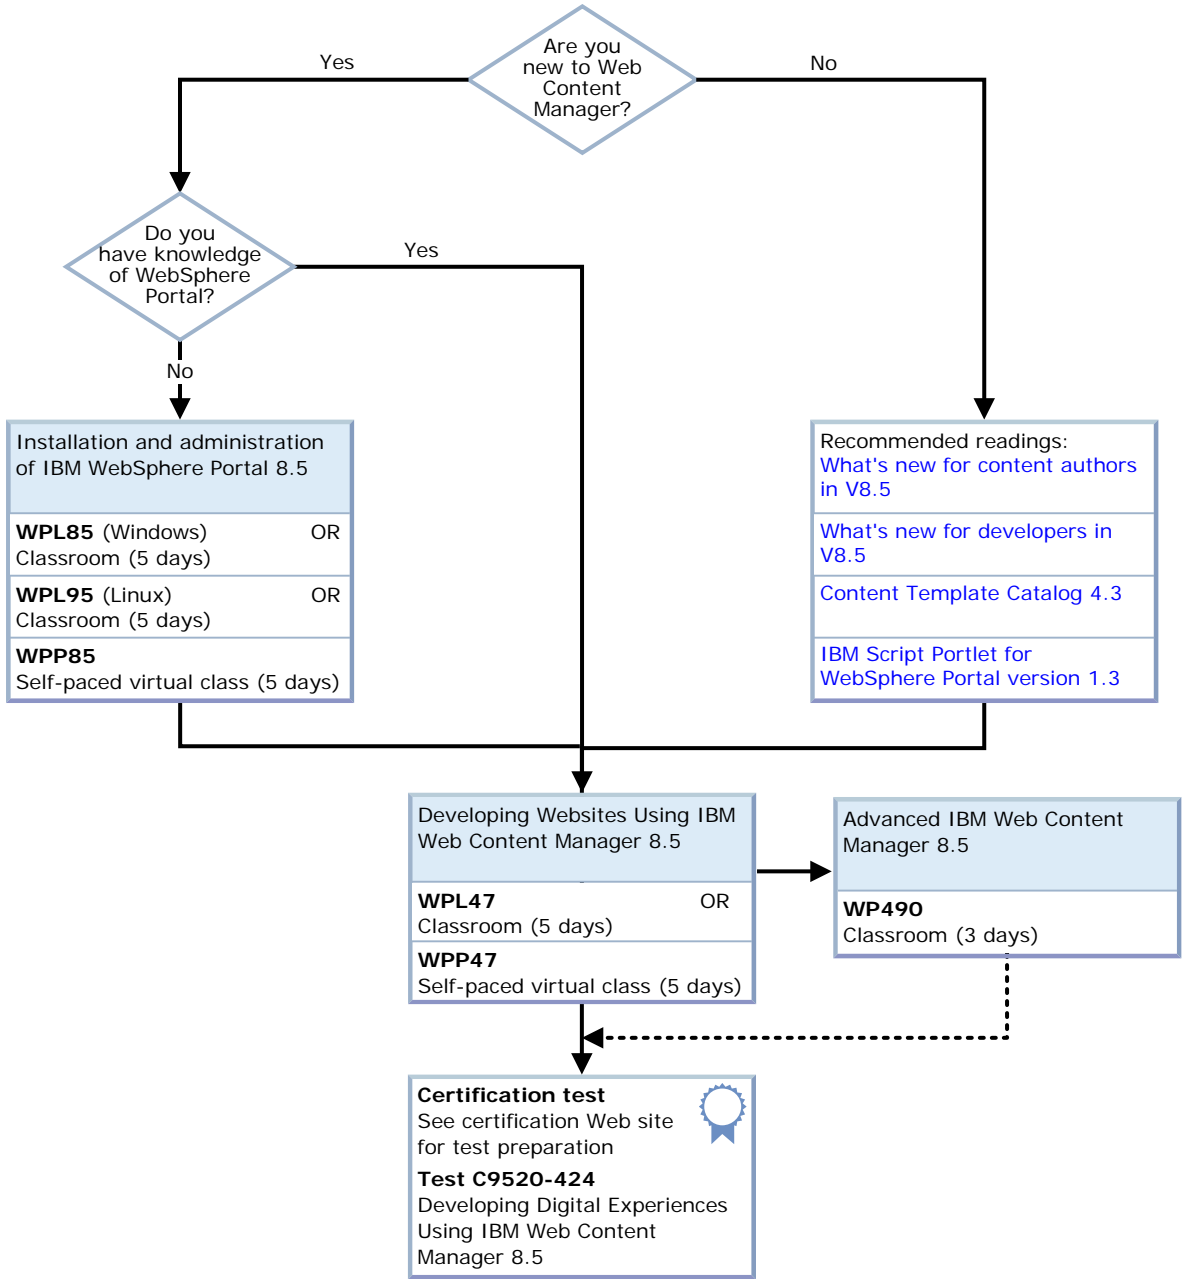 Are you
new to Web
Content
Manager?
Yes
No
Do you
have knowledge
of WebSphere
Portal?
Yes
No
Installation and administration
of IBM WebSphere Portal 8.5
WPL85 (Windows) OR
Classroom (5 days)
WPL95 (Linux) OR
Classroom (5 days)
WPP85
Self-paced virtual class (5 days)
Recommended readings:
What's new for content authors
in V8.5
What's new for developers in
V8.5
Content Template Catalog 4.3
IBM Script Portlet for
WebSphere Portal version 1.3
Developing Websites Using IBM
Web Content Manager 8.5
WPL47 OR
Classroom (5 days)
WPP47
Self-paced virtual class (5 days)
Advanced IBM Web Content
Manager 8.5
WP490
Classroom (3 days)
Certification test
See certification Web site
for test preparation
Test C9520-424
Developing Digital Experiences
Using IBM Web Content
Manager 8.5